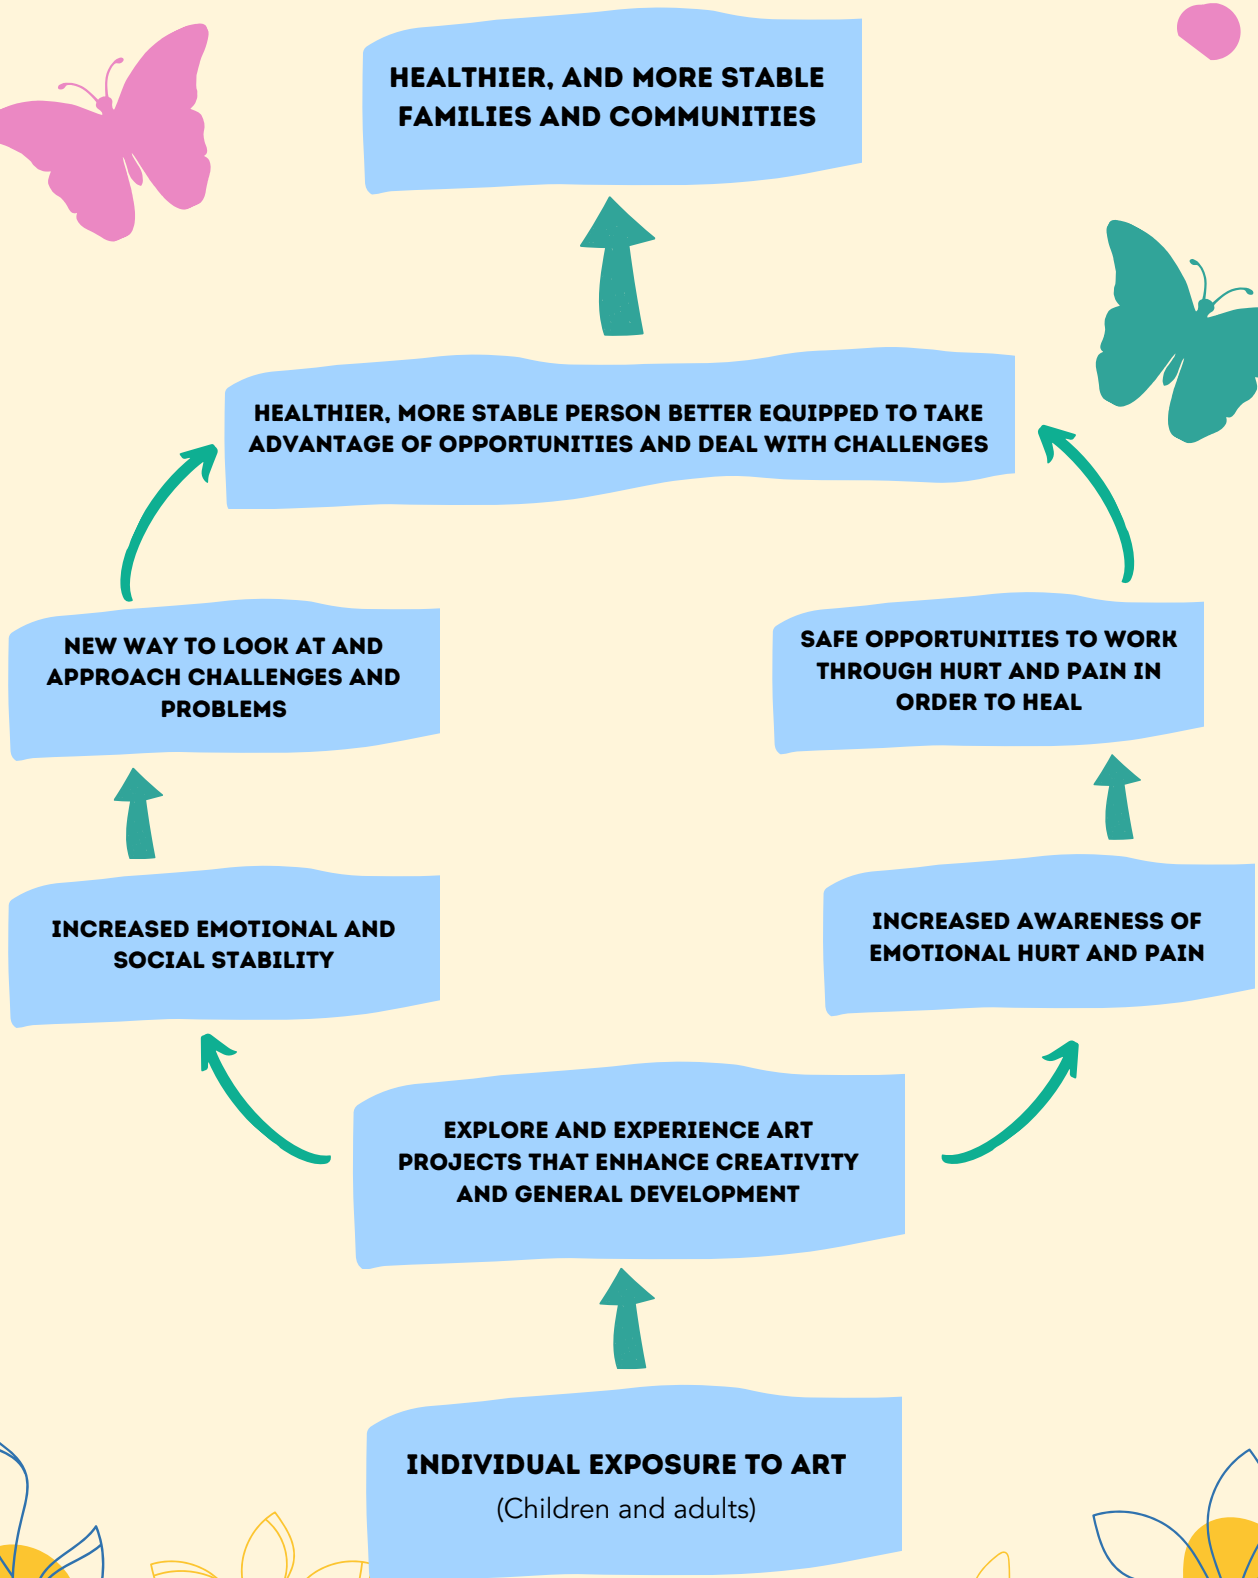 HEALTHIER, AND MORE STABLE
FAMILIES AND COMMUNITIES
HEALTHIER, MORE STABLE PERSON BETTER EQUIPPED TO TAKE
ADVANTAGE OF OPPORTUNITIES AND DEAL WITH CHALLENGES
NEW WAY TO LOOK AT AND
APPROACH CHALLENGES AND
PROBLEMS
SAFE OPPORTUNITIES TO WORK
THROUGH HURT AND PAIN IN
ORDER TO HEAL
INCREASED EMOTIONAL AND
SOCIAL STABILITY
INCREASED AWARENESS OF
EMOTIONAL HURT AND PAIN
EXPLORE AND EXPERIENCE ART
PROJECTS THAT ENHANCE CREATIVITY
AND GENERAL DEVELOPMENT
INDIVIDUAL EXPOSURE TO ART
(Children and adults)